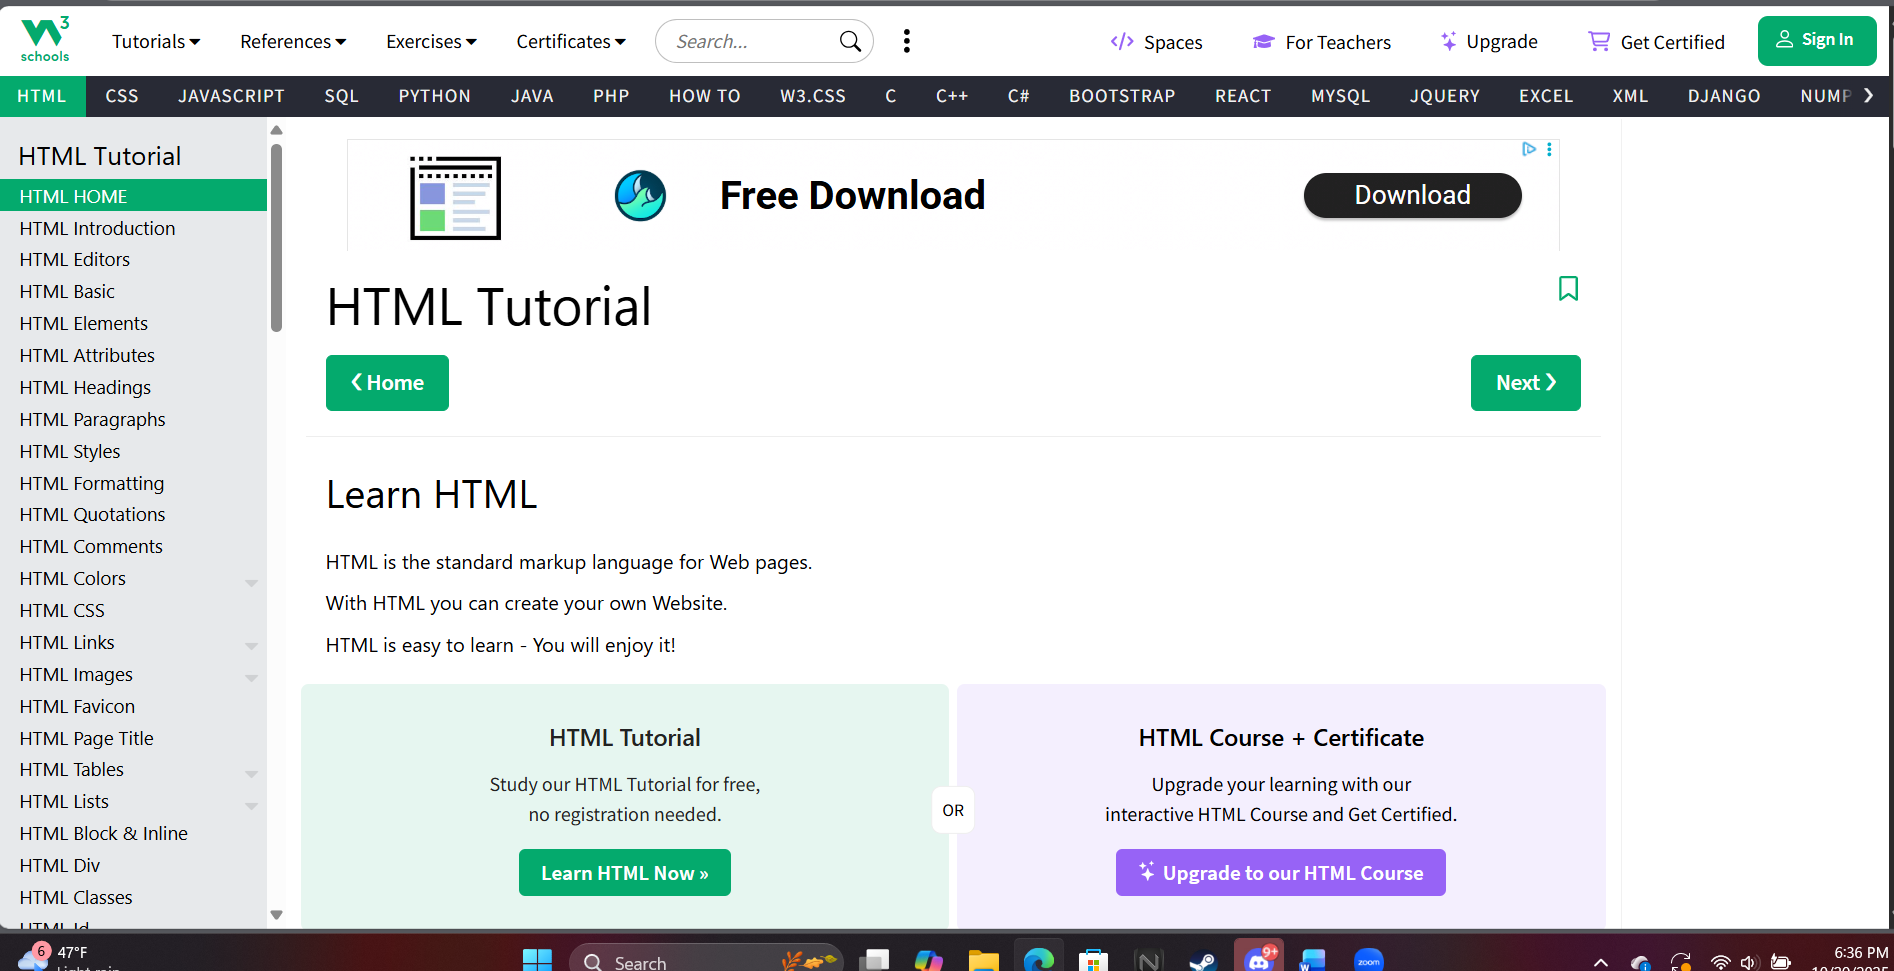 W3
schools
Tutorials
References
Exercises
Certificates
Search...
Spaces
For Teachers
Upgrade
Get Certified
Sign In
HTML
CSS
JAVASCRIPT
SQL
PYTHON
JAVA
PHP
HOW TO
W3.CSS
C
C++
C#
BOOTSTRAP
REACT
MYSQL
JQUERY
EXCEL
XML
DJANGO
NUMP
HTML Tutorial
HTML HOME
HTML Introduction
HTML Editors
HTML Basic
HTML Elements
HTML Attributes
HTML Headings
HTML Paragraphs
HTML Styles
HTML Formatting
HTML Quotations
HTML Comments
HTML Colors
HTML CSS
HTML Links
HTML Images
HTML Favicon
HTML Page Title
HTML Tables
HTML Lists
HTML Block & Inline
HTML Div
HTML Classes
HTML Id
Free Download
Download
HTML Tutorial
❮ Home
Next ❯
Learn HTML
HTML is the standard markup language for Web pages.
With HTML you can create your own Website.
HTML is easy to learn - You will enjoy it!
HTML Tutorial
Study our HTML Tutorial for free,
no registration needed.
Learn HTML Now »
OR
HTML Course + Certificate
Upgrade your learning with our
interactive HTML Course and Get Certified.
Upgrade to our HTML Course
6
47°F
Light rain
Search
9+
W
zoom
6:36 PM